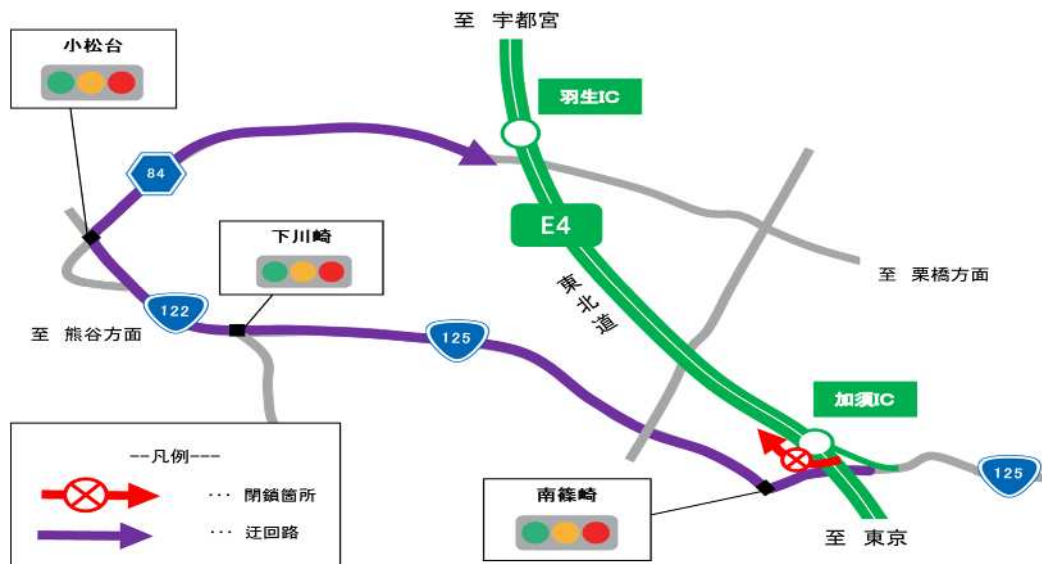 至 宇都宮
小松台
羽生IC
84
E4
下川崎
至 栗橋方面
東北道
122
至 熊谷方面
125
加須IC
--凡例---
… 閉鎖箇所
… 迂回路
南篠崎
125
至 東京